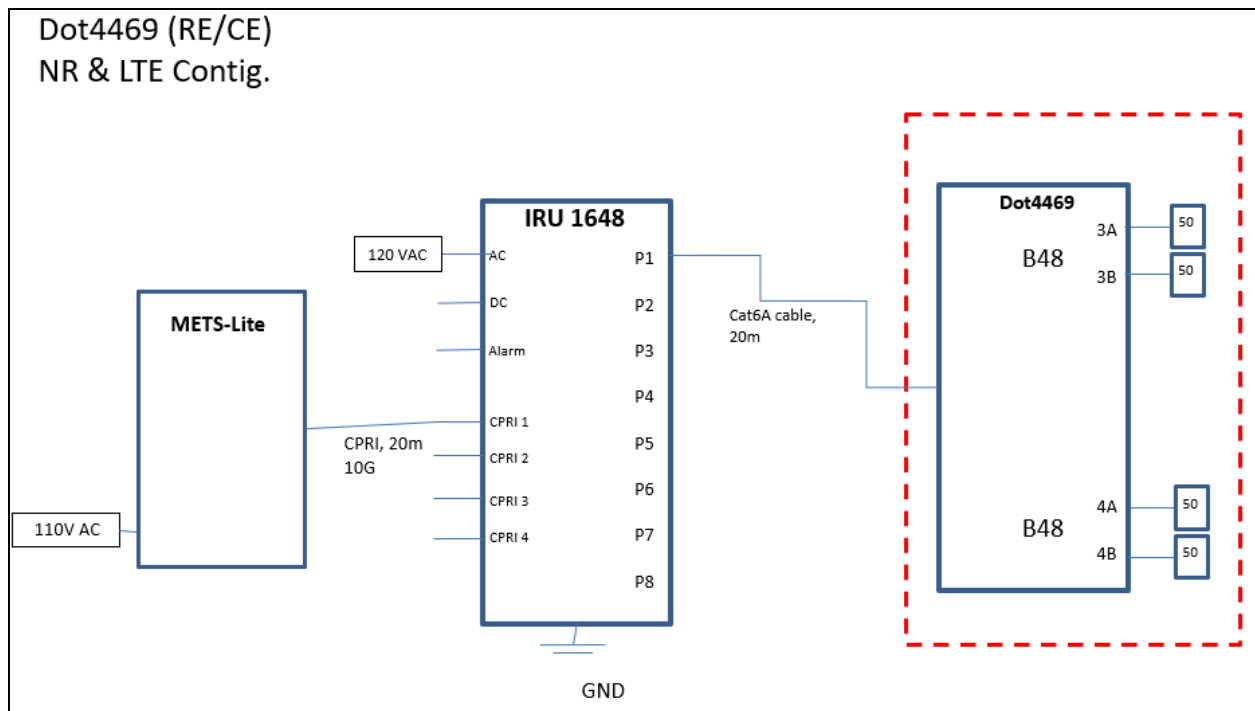 Dot4469 (RE/CE)
NR & LTE Contig.
METS-Lite
110V AC
CPRI, 20m
10G
120 VAC
IRU 1648
AC
DC
Alarm
CPRI 1
CPRI 2
CPRI 3
CPRI 4
P1
P2
P3
P4
P5
P6
P7
P8
GND
Cat6A cable,
20m
Dot4469
B48
3A
50
3B
50
B48
4A
50
4B
50